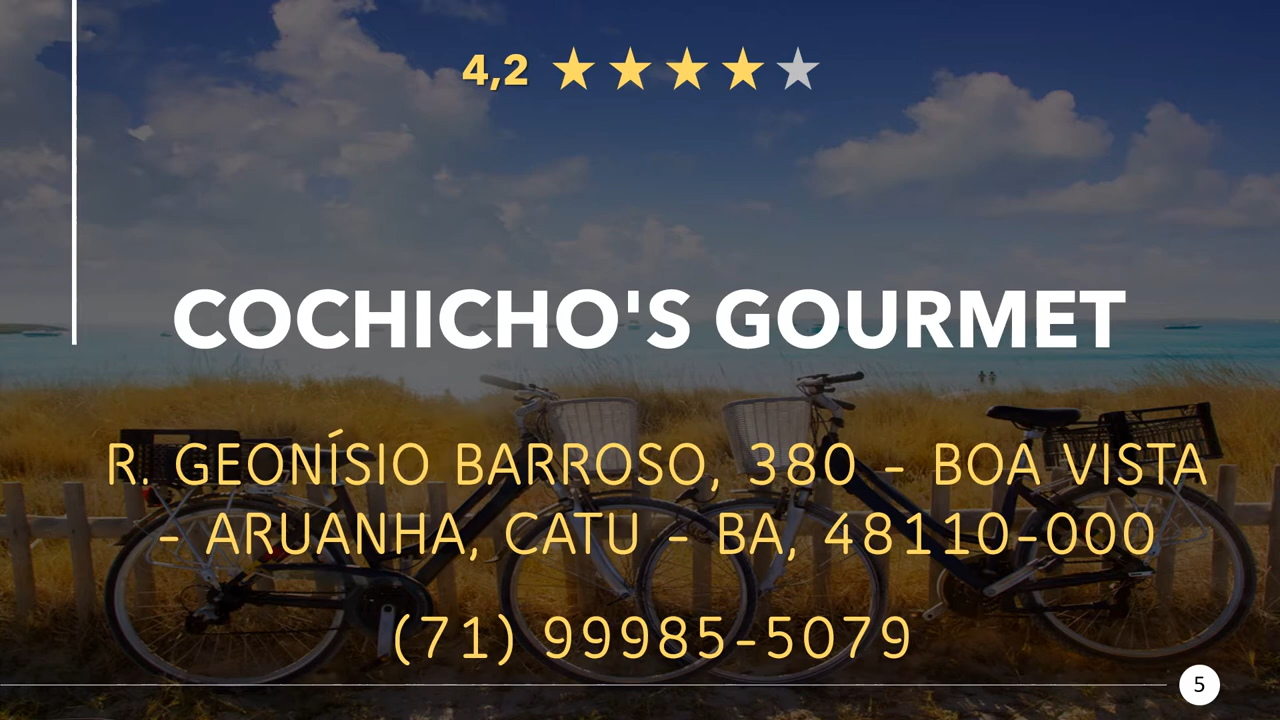 4,2
COCHICHO'S GOURMET
R. GEONÍSIO BARROSO, 380 - BOA VISTA
- ARUANHA, CATU - BA, 48110-000
(71) 99985-5079
5